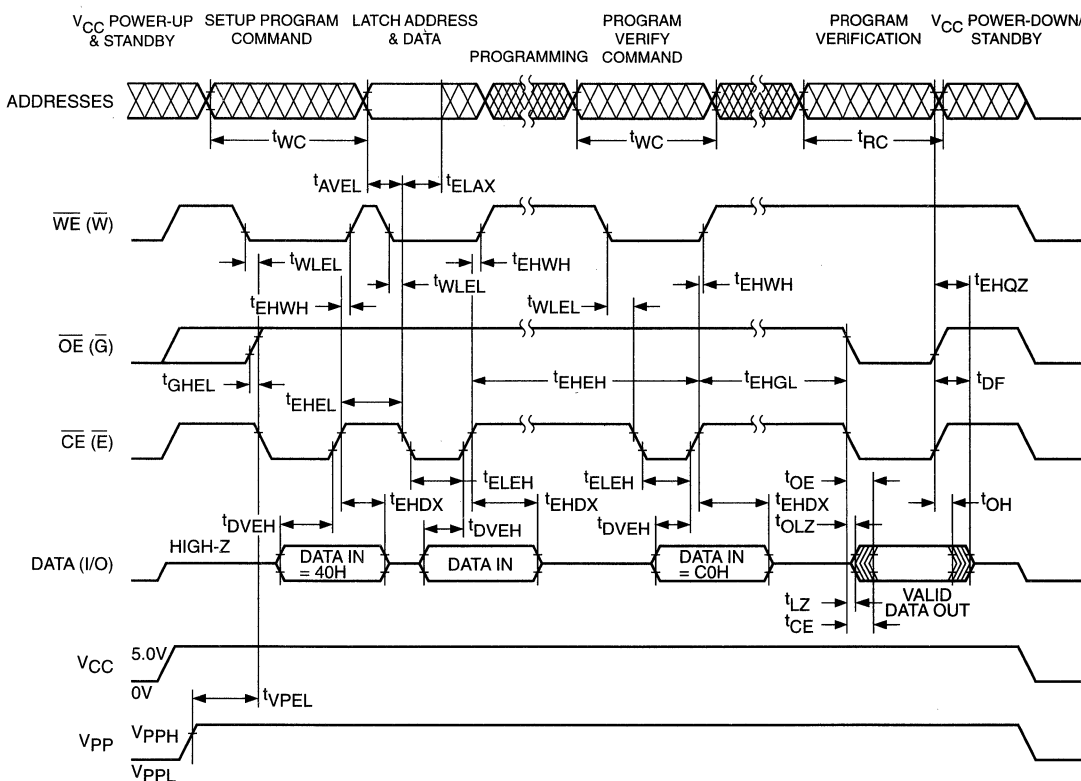 VCC POWER-UP
& STANDBY
SETUP PROGRAM
COMMAND
LATCH ADDRESS
& DATA
PROGRAMMING
PROGRAM
VERIFY
COMMAND
PROGRAM
VERIFICATION
VCC POWER-DOWN/
STANDBY
ADDRESSES
tWC
tWC
tRC
tAVEL
tELAX
WE (W)
tWLEL
tEHWH
tWLEL
tEHWH
tWLEL
tEHWH
tEHQZ
OE (G)
tGHEL
tEHEL
tEHEH
tEHGL
tDF
CE (E)
tDVEH
tEHDX
tELEH
tDVEH
tEHDX
tELEH
tDVEH
tEHDX
tOE
tOLZ
tOH
DATA (I/O)
HIGH-Z
DATA IN
= 40H
DATA IN
DATA IN
= C0H
tLZ
tCE
VALID
DATA OUT
VCC
5.0V
0V
tVPEL
VPP
VPPH
VPPL